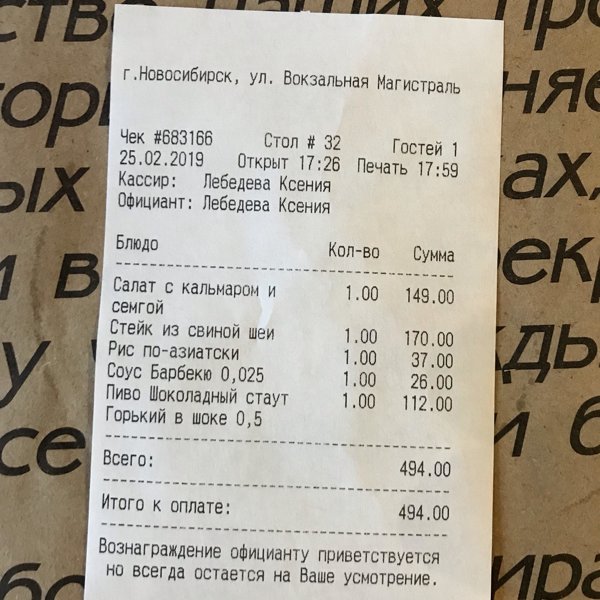 г.Новосибирск, ул. Вокзальная Магистраль
Чек #683166 Стол # 32 Гостей 1
25.02.2019 Открыт 17:26 Печать 17:59
Кассир: Лебедева Ксения
Официант: Лебедева Ксения
Блюдо Кол-во Сумма
Салат с кальмаром и 1.00 149.00
семгой
Стейк из свиной шеи 1.00 170.00
Рис по-азиатски 1.00 37.00
Соус Барбекю 0,025 1.00 26.00
Пиво Шоколадный стаут 1.00 112.00
Горький в шоке 0,5
Всего: 494.00
Итого к оплате: 494.00
Вознаграждение официанту приветствуется
но всегда остается на Ваше усмотрение.